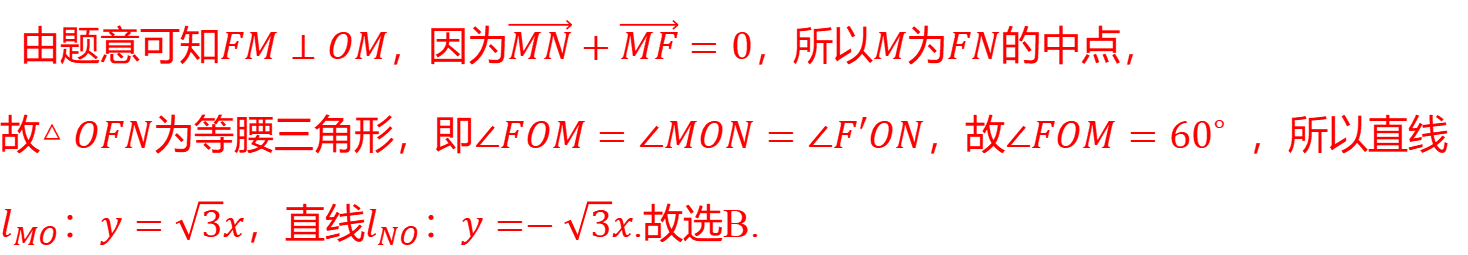 由题意可知FM ⊥ OM，因为\overrightarrow{MN} + \overrightarrow{MF} = 0，所以M为FN的中点，
故△ OFN为等腰三角形，即∠FOM = ∠MON = ∠F′ON，故∠FOM = 60° ，所以直线
l_{MO}：y = √3x，直线l_{NO}：y =− √3x.故选B.